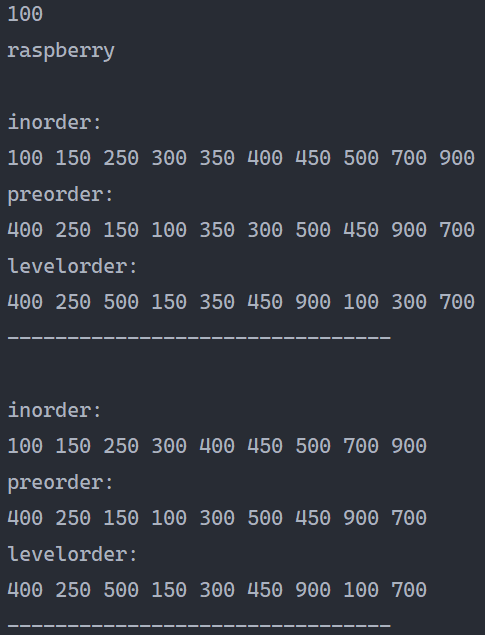 100
raspberry
inorder:
100 150 250 300 350 400 450 500 700 900
preorder:
400 250 150 100 350 300 500 450 900 700
levelorder:
400 250 500 150 350 450 900 100 300 700
--------------------------------
inorder:
100 150 250 300 400 450 500 700 900
preorder:
400 250 150 100 300 500 450 900 700
levelorder:
400 250 500 150 300 450 900 100 700
--------------------------------